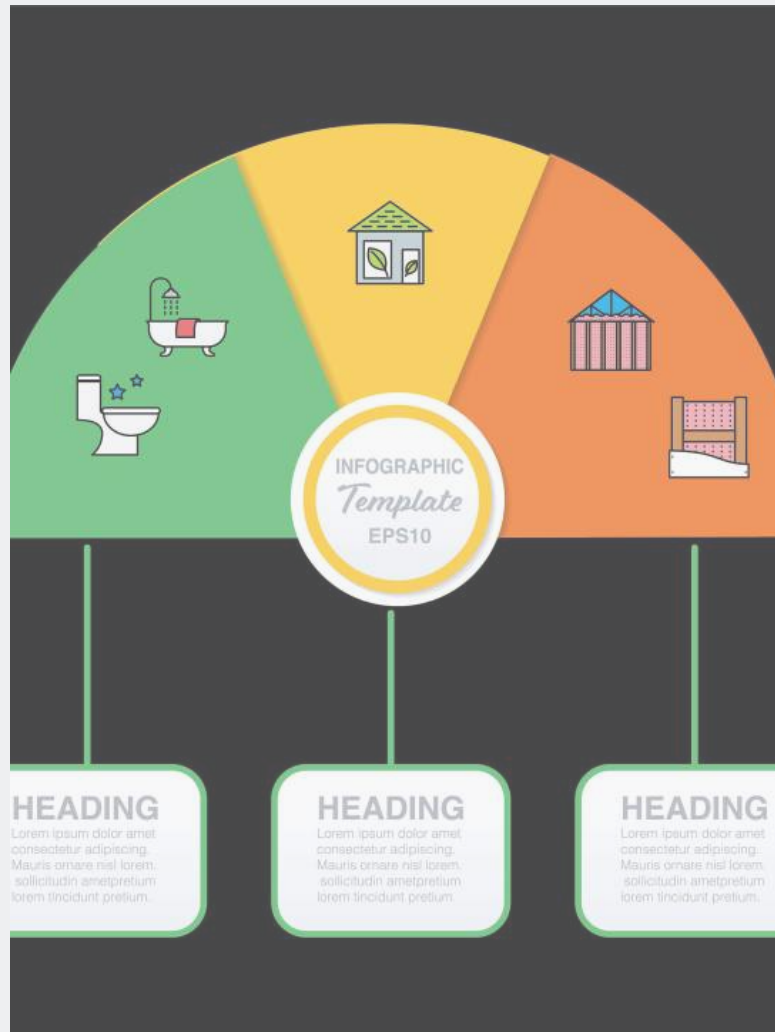 INFOGRAPHIC
Template
EPS10
HEADING
Lorem ipsum dolor amet
consectetur adipiscing.
Mauris ornare nisl lorem.
sollicitudin ametpretium
lorem tincidunt pretium.
HEADING
Lorem ipsum dolor amet
consectetur adipiscing.
Mauris ornare nisl lorem.
sollicitudin ametpretium
lorem tincidunt pretium
HEADING
Lorem ipsum dolor amet
consectetur adipiscing.
Mauris ornare nisl lorem.
sollicitudin ametpretium
lorem tincidunt pretium.